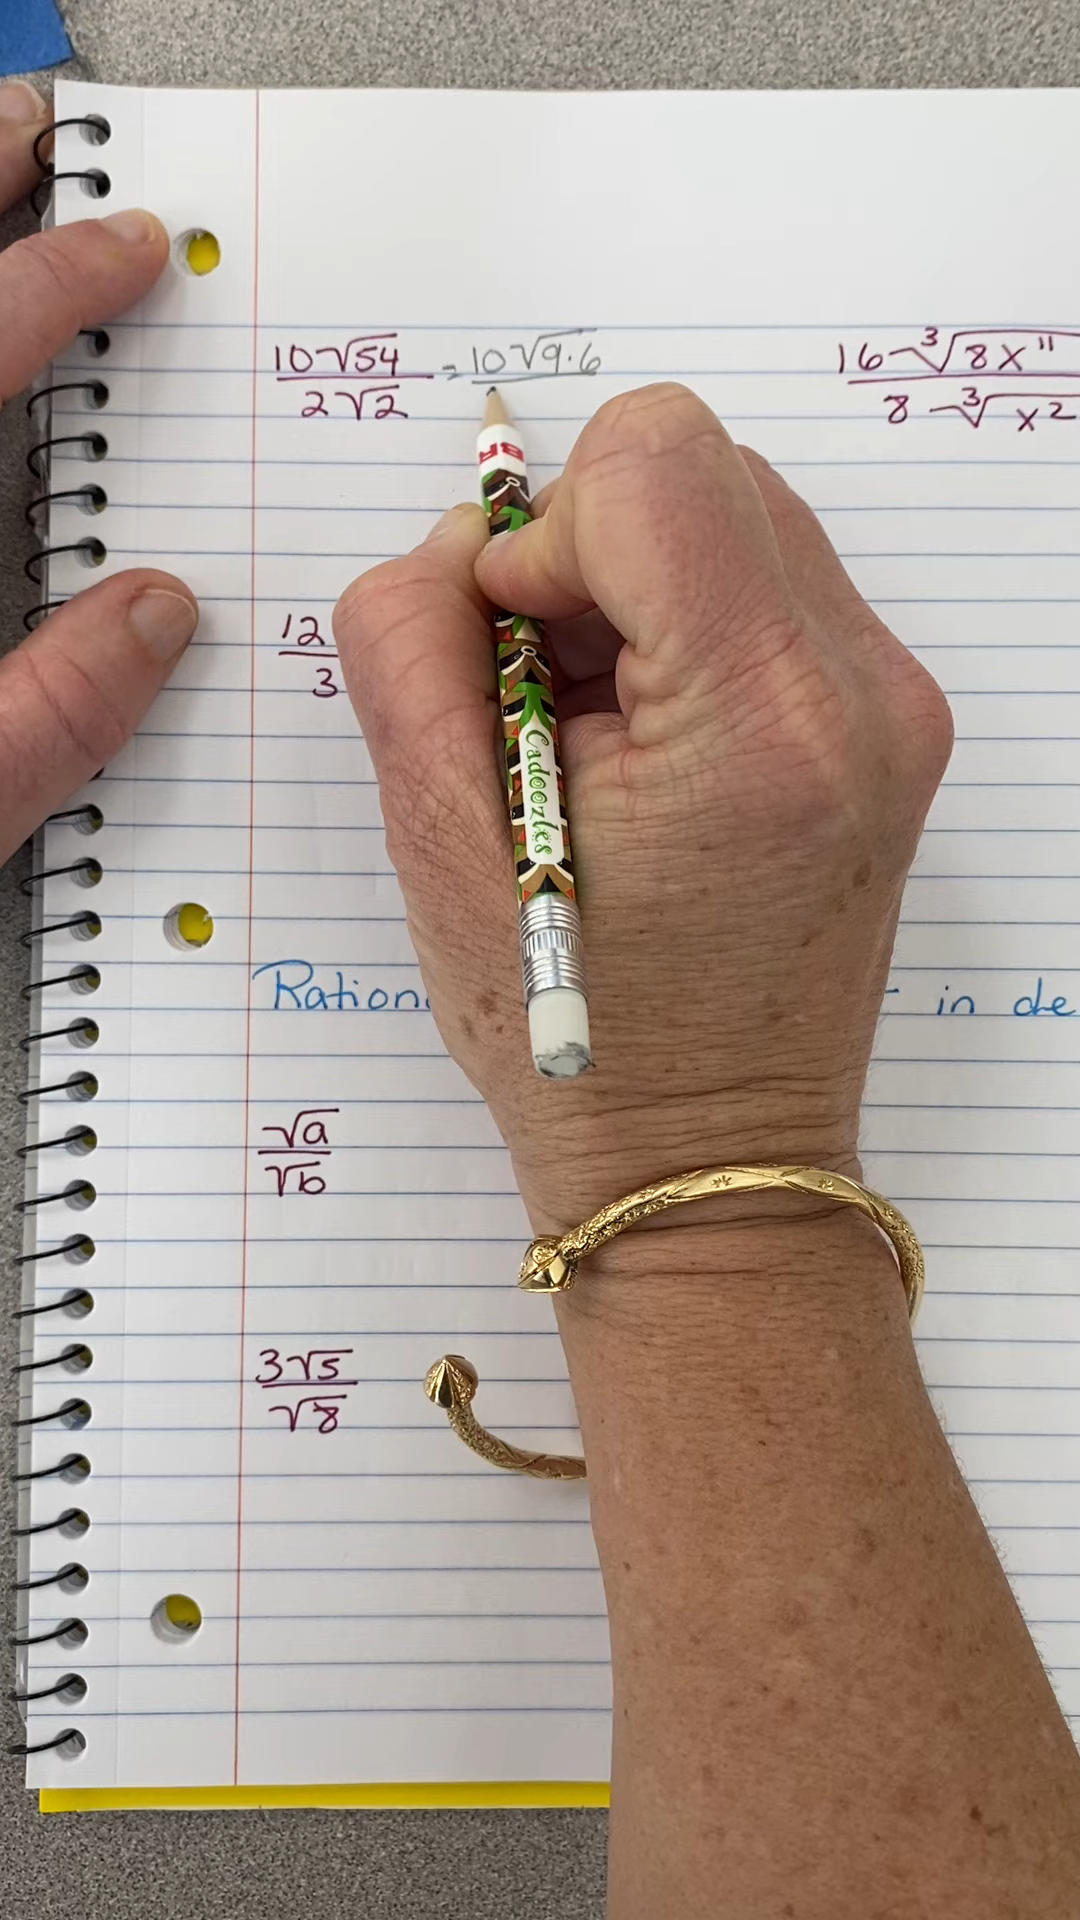 10√54 = 10√9·6
2√2
16 ∛8x¹¹
8 ∛x²
BR
12
3
Cadoozles
in de
√a
√b
3√5
√8